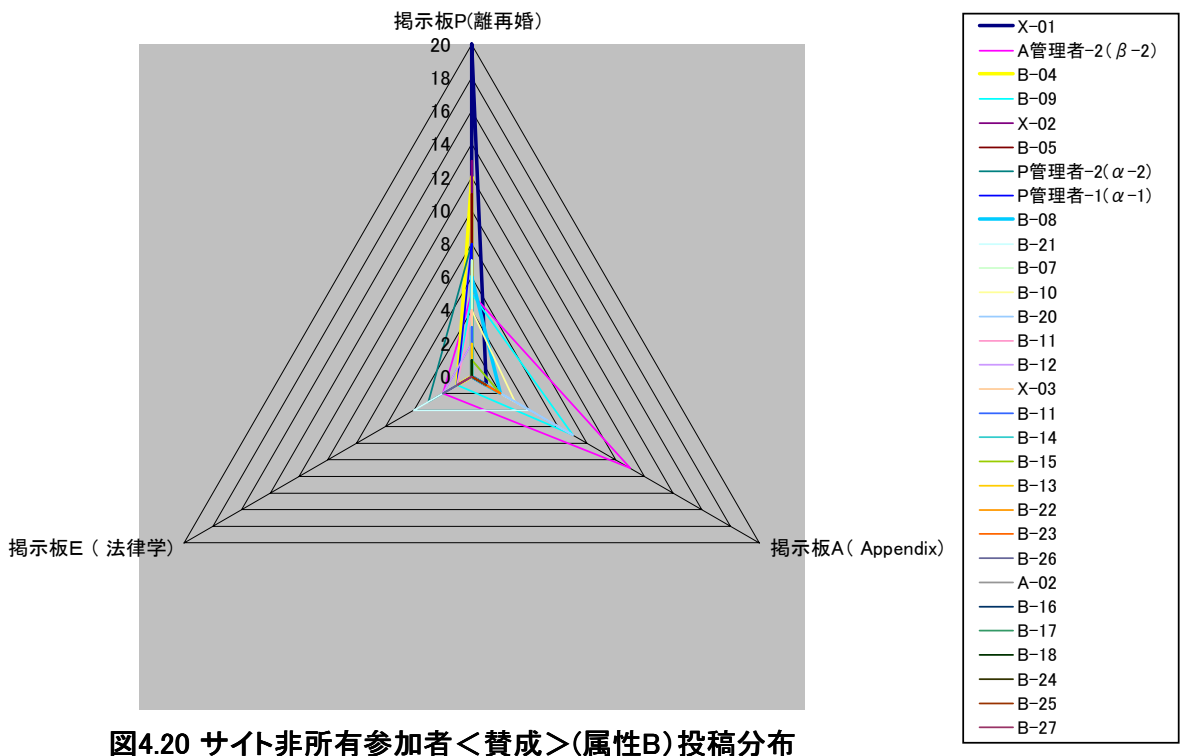 掲示板P(離再婚)
20
18
16
14
12
10
8
6
4
2
0
掲示板E ( 法律学)
掲示板A( Appendix)
X-01
A管理者-2(β-2)
B-04
B-09
X-02
B-05
P管理者-2(α-2)
P管理者-1(α-1)
B-08
B-21
B-07
B-10
B-20
B-11
B-12
X-03
B-11
B-14
B-15
B-13
B-22
B-23
B-26
A-02
B-16
B-17
B-18
B-24
B-25
B-27
図4.20 サイト非所有参加者＜賛成＞(属性B)投稿分布